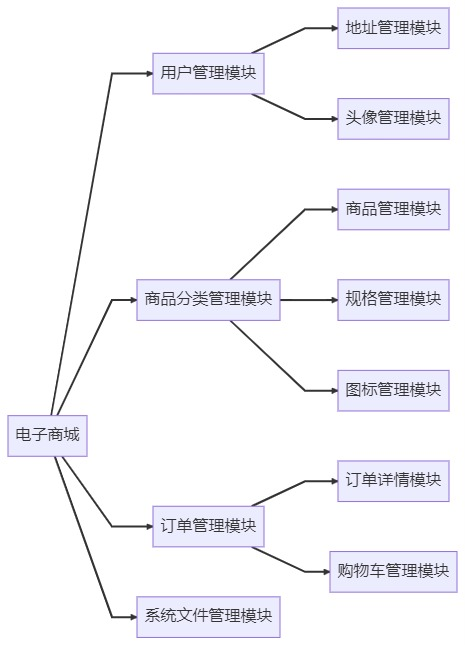 地址管理模块
用户管理模块
头像管理模块
商品管理模块
商品分类管理模块
规格管理模块
图标管理模块
电子商城
订单详情模块
订单管理模块
购物车管理模块
系统文件管理模块